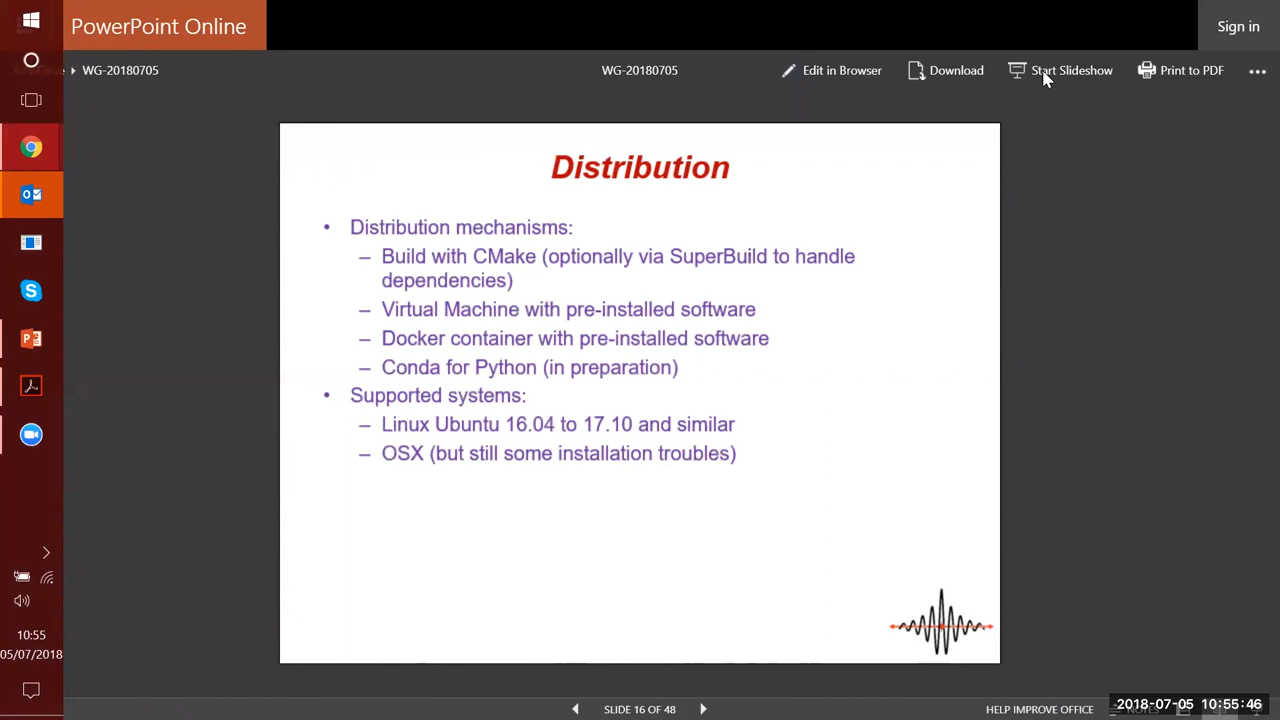 PowerPoint Online
Sign in
WG-20180705
WG-20180705
Edit in Browser
Download
Start Slideshow
Print to PDF
Distribution
• Distribution mechanisms:
– Build with CMake (optionally via SuperBuild to handle
dependencies)
– Virtual Machine with pre-installed software
– Docker container with pre-installed software
– Conda for Python (in preparation)
• Supported systems:
– Linux Ubuntu 16.04 to 17.10 and similar
– OSX (but still some installation troubles)
10:55
05/07/2018
SLIDE 16 OF 48
HELP IMPROVE OFFICE
2018-07-05 10:55:46